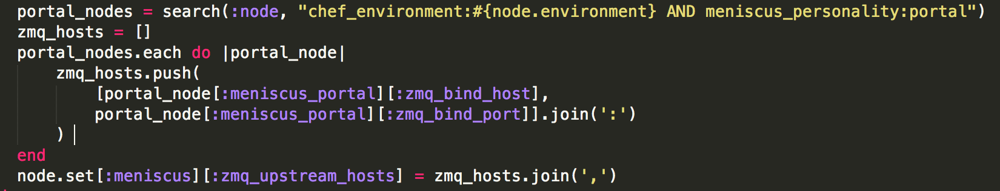 portal_nodes = search(:node, "chef_environment:#{node.environment} AND meniscus_personality:portal")
zmq_hosts = []
portal_nodes.each do |portal_node|
    zmq_hosts.push(
        [portal_node[:meniscus_portal][:zmq_bind_host],
        portal_node[:meniscus_portal][:zmq_bind_port]].join(':')
    )
end
node.set[:meniscus][:zmq_upstream_hosts] = zmq_hosts.join(',')